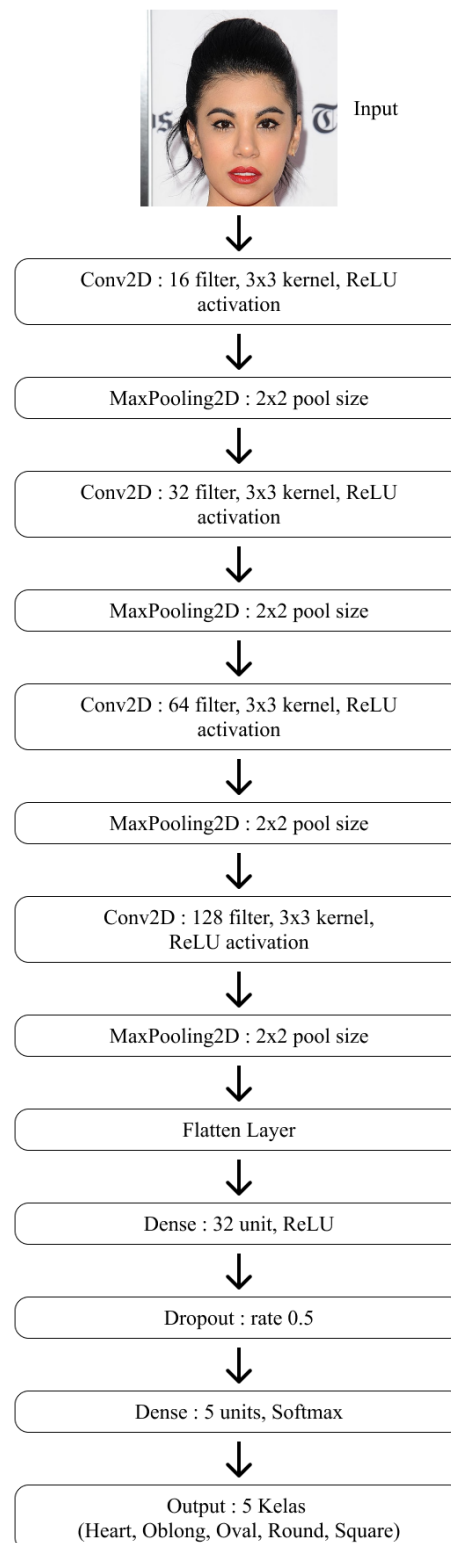 Input
Conv2D : 16 filter, 3x3 kernel, ReLU
activation
MaxPooling2D : 2x2 pool size
Conv2D : 32 filter, 3x3 kernel, ReLU
activation
MaxPooling2D : 2x2 pool size
Conv2D : 64 filter, 3x3 kernel, ReLU
activation
MaxPooling2D : 2x2 pool size
Conv2D : 128 filter, 3x3 kernel,
ReLU activation
MaxPooling2D : 2x2 pool size
Flatten Layer
Dense : 32 unit, ReLU
Dropout : rate 0.5
Dense : 5 units, Softmax
Output : 5 Kelas
(Heart, Oblong, Oval, Round, Square)